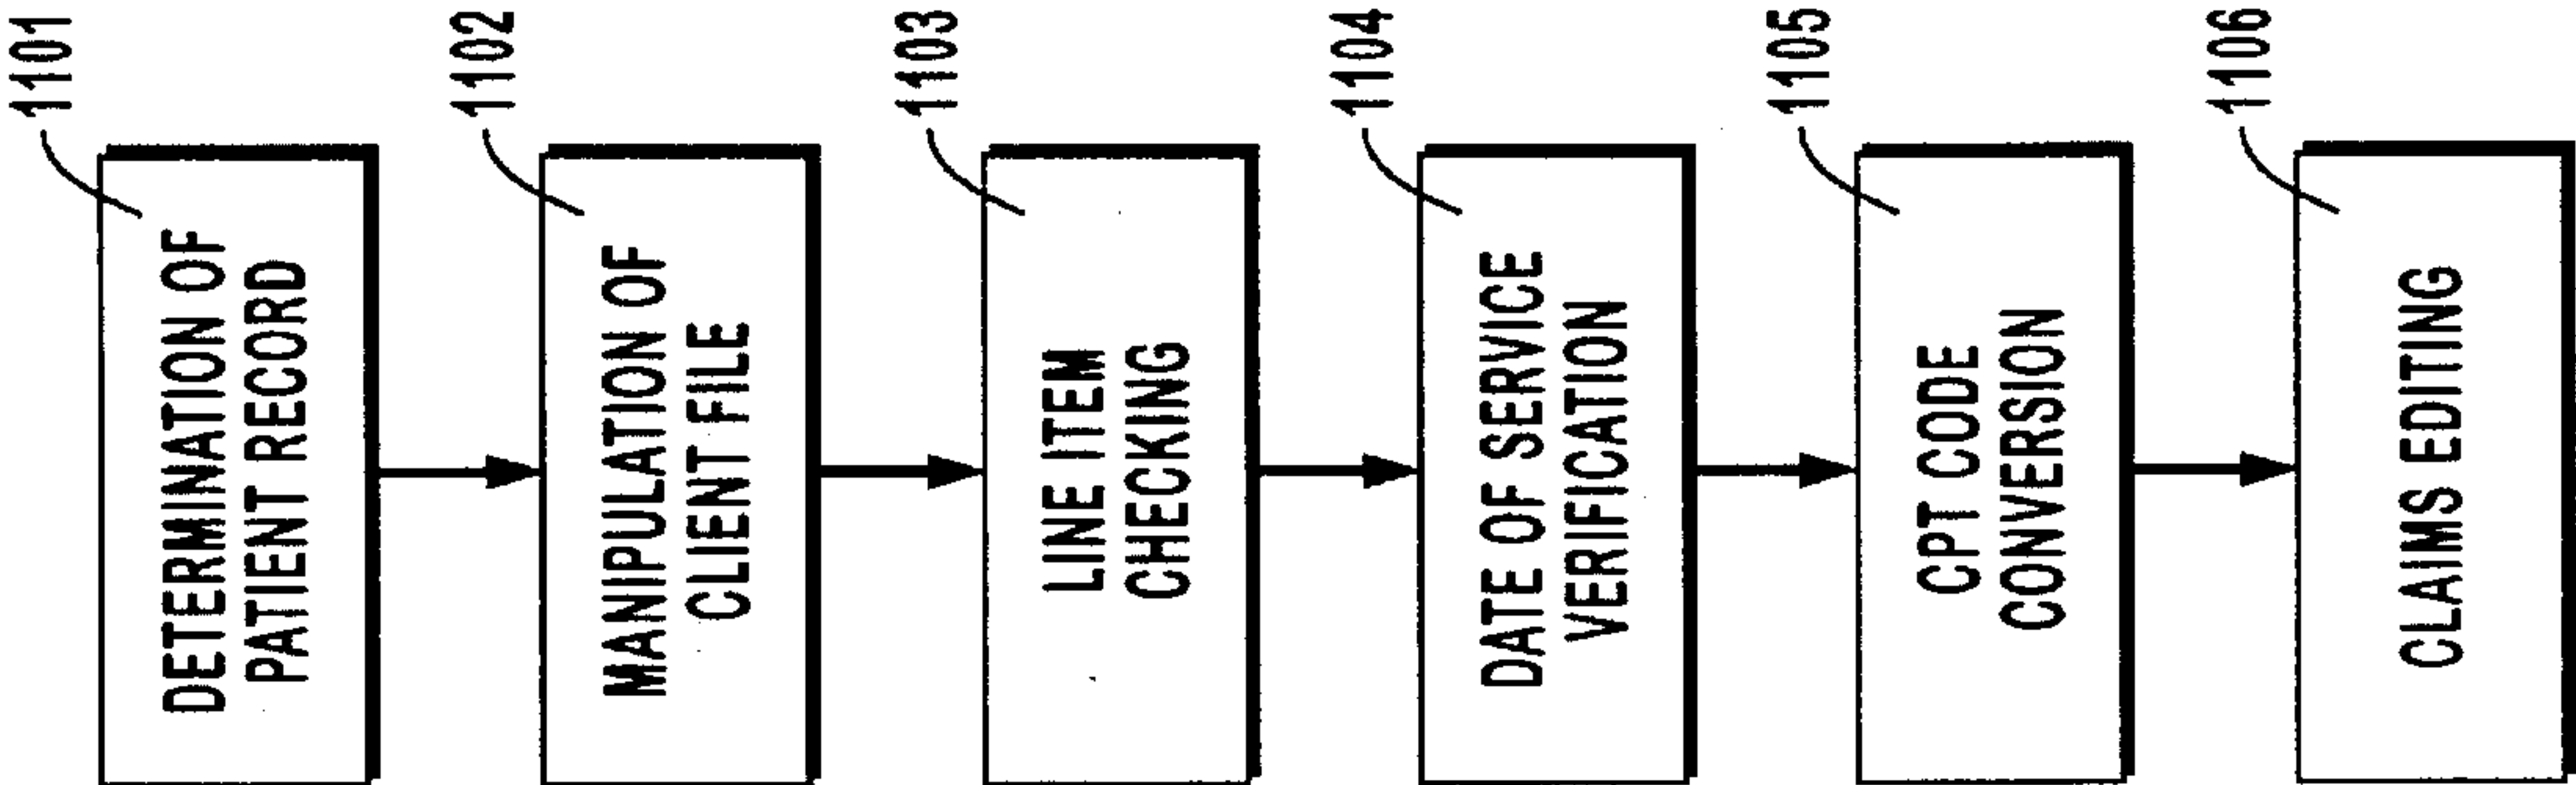 1101
DETERMINATION OF
PATIENT RECORD
1102
MANIPULATION OF
CLIENT FILE
1103
LINE ITEM
CHECKING
1104
DATE OF SERVICE
VERIFICATION
1105
CPT CODE
CONVERSION
1106
CLAIMS EDITING